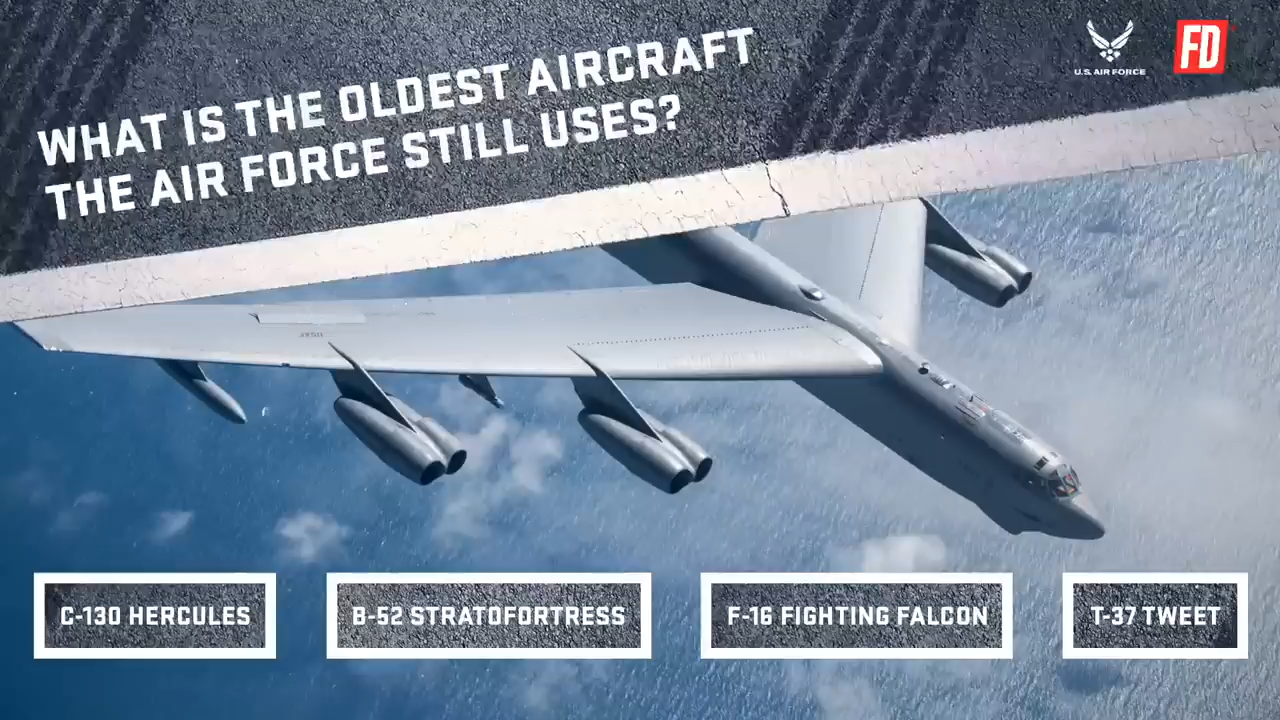 WHAT IS THE OLDEST AIRCRAFT
THE AIR FORCE STILL USES?
U.S. AIR FORCE
FD
C-130 HERCULES
B-52 STRATOFORTRESS
F-16 FIGHTING FALCON
T-37 TWEET